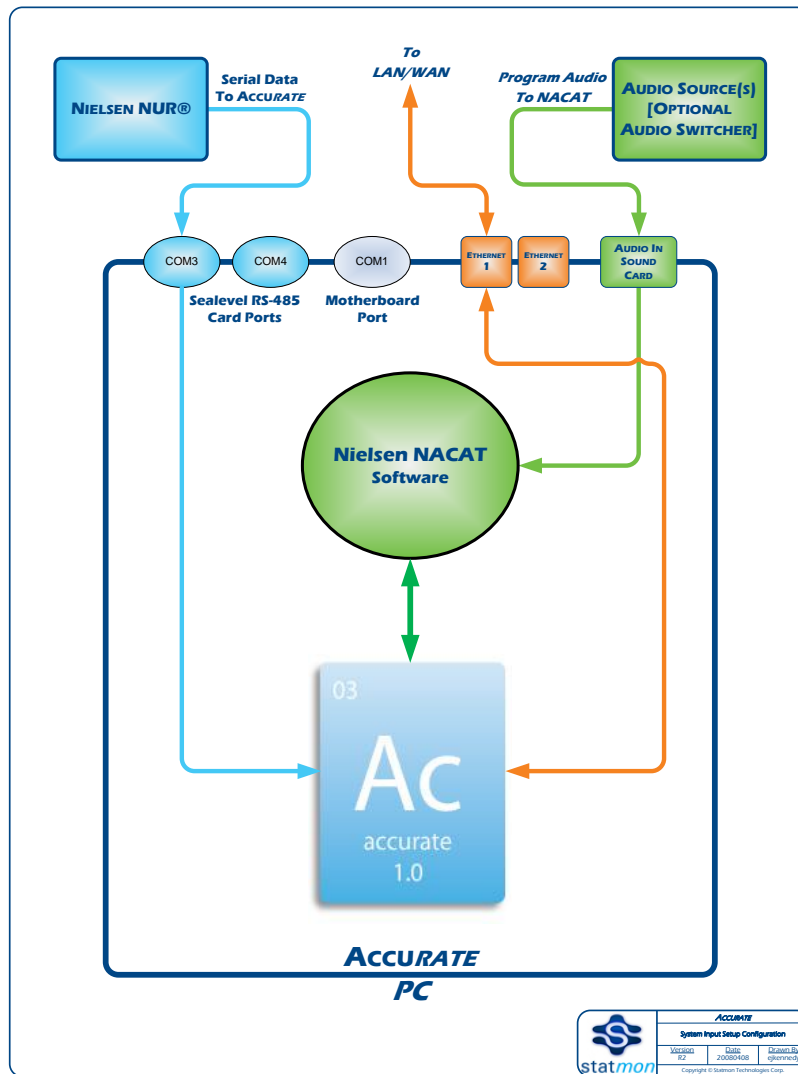 To
LAN/WAN
Serial Data
To ACCURATE
Program Audio
To NACAT
NIELSEN NUR®
AUDIO SOURCE(S)
[OPTIONAL
AUDIO SWITCHER]
COM3
COM4
COM1
ETHERNET
1
ETHERNET
2
AUDIO IN
SOUND
CARD
Sealevel RS-485
Card Ports
Motherboard
Port
Nielsen NACAT
Software
03
Ac
accurate
1.0
ACCURATE
PC
statmon
ACCURATE
System Input Setup Configuration
Version
R2
Date
20080408
Drawn By
ejkennedy
Copyright © Statmon Technologies Corp.